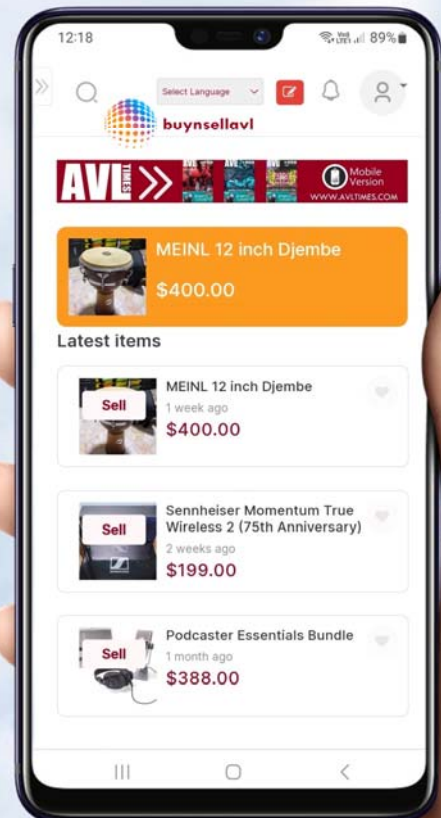 12:18
Vo))
LTE1
89%
Select Language
buynsellavl
AVL
TIMES
Mobile
Version
WWW.AVLTIMES.COM
MEINL 12 inch Djembe
$400.00
Latest items
Sell
MEINL 12 inch Djembe
1 week ago
$400.00
Sell
Sennheiser Momentum True
Wireless 2 (75th Anniversary)
2 weeks ago
$199.00
Sell
Podcaster Essentials Bundle
1 month ago
$388.00